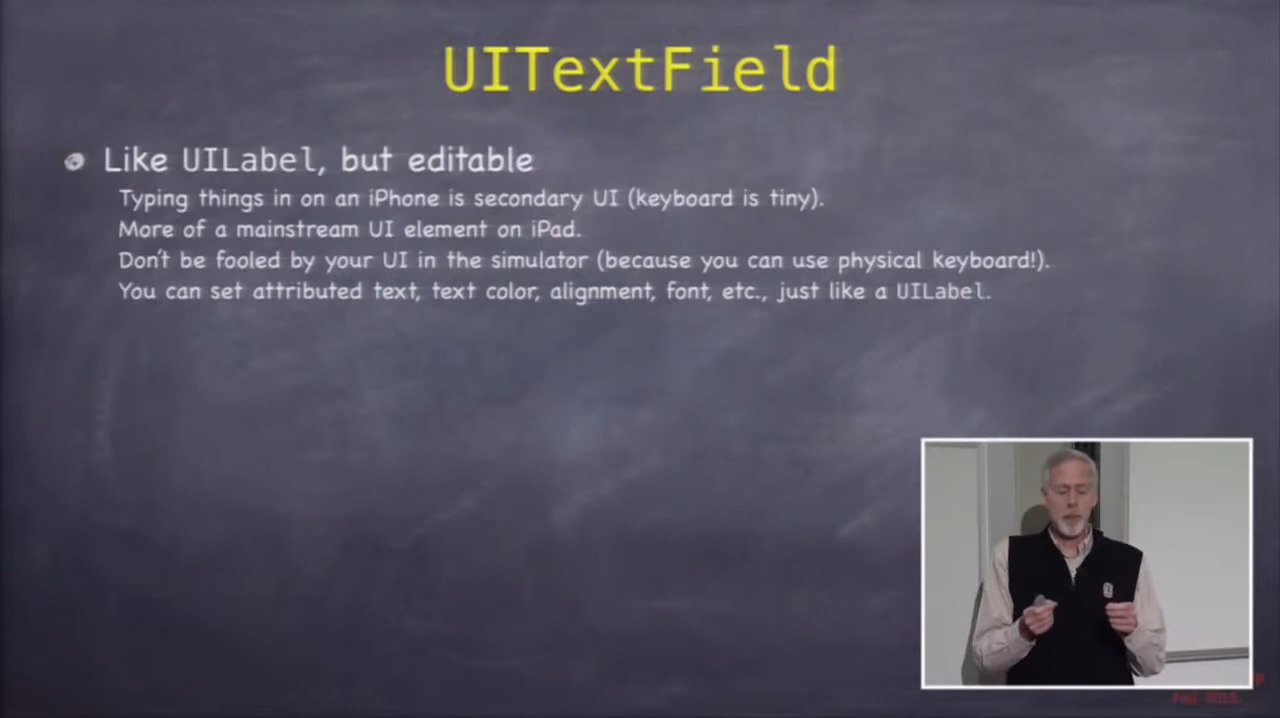 UITextField
Like UILabel, but editable
Typing things in on an iPhone is secondary UI (keyboard is tiny).
More of a mainstream UI element on iPad.
Don't be fooled by your UI in the simulator (because you can use physical keyboard!).
You can set attributed text, text color, alignment, font, etc., just like a UILabel.